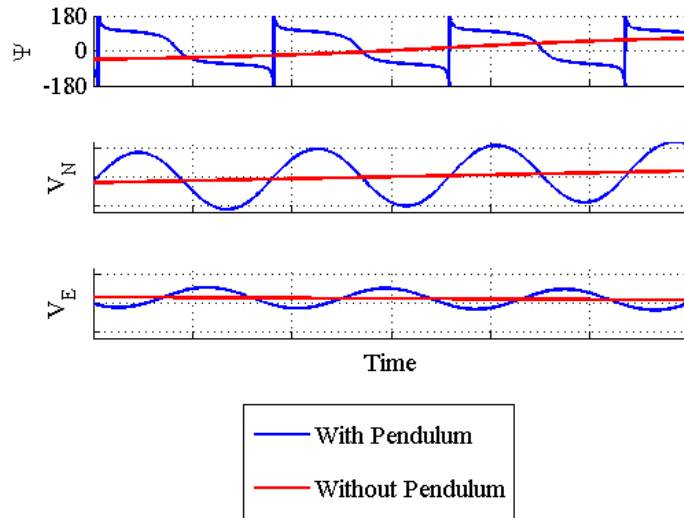 180
Ψ
0
-180
V_N
V_E
Time
With Pendulum
Without Pendulum